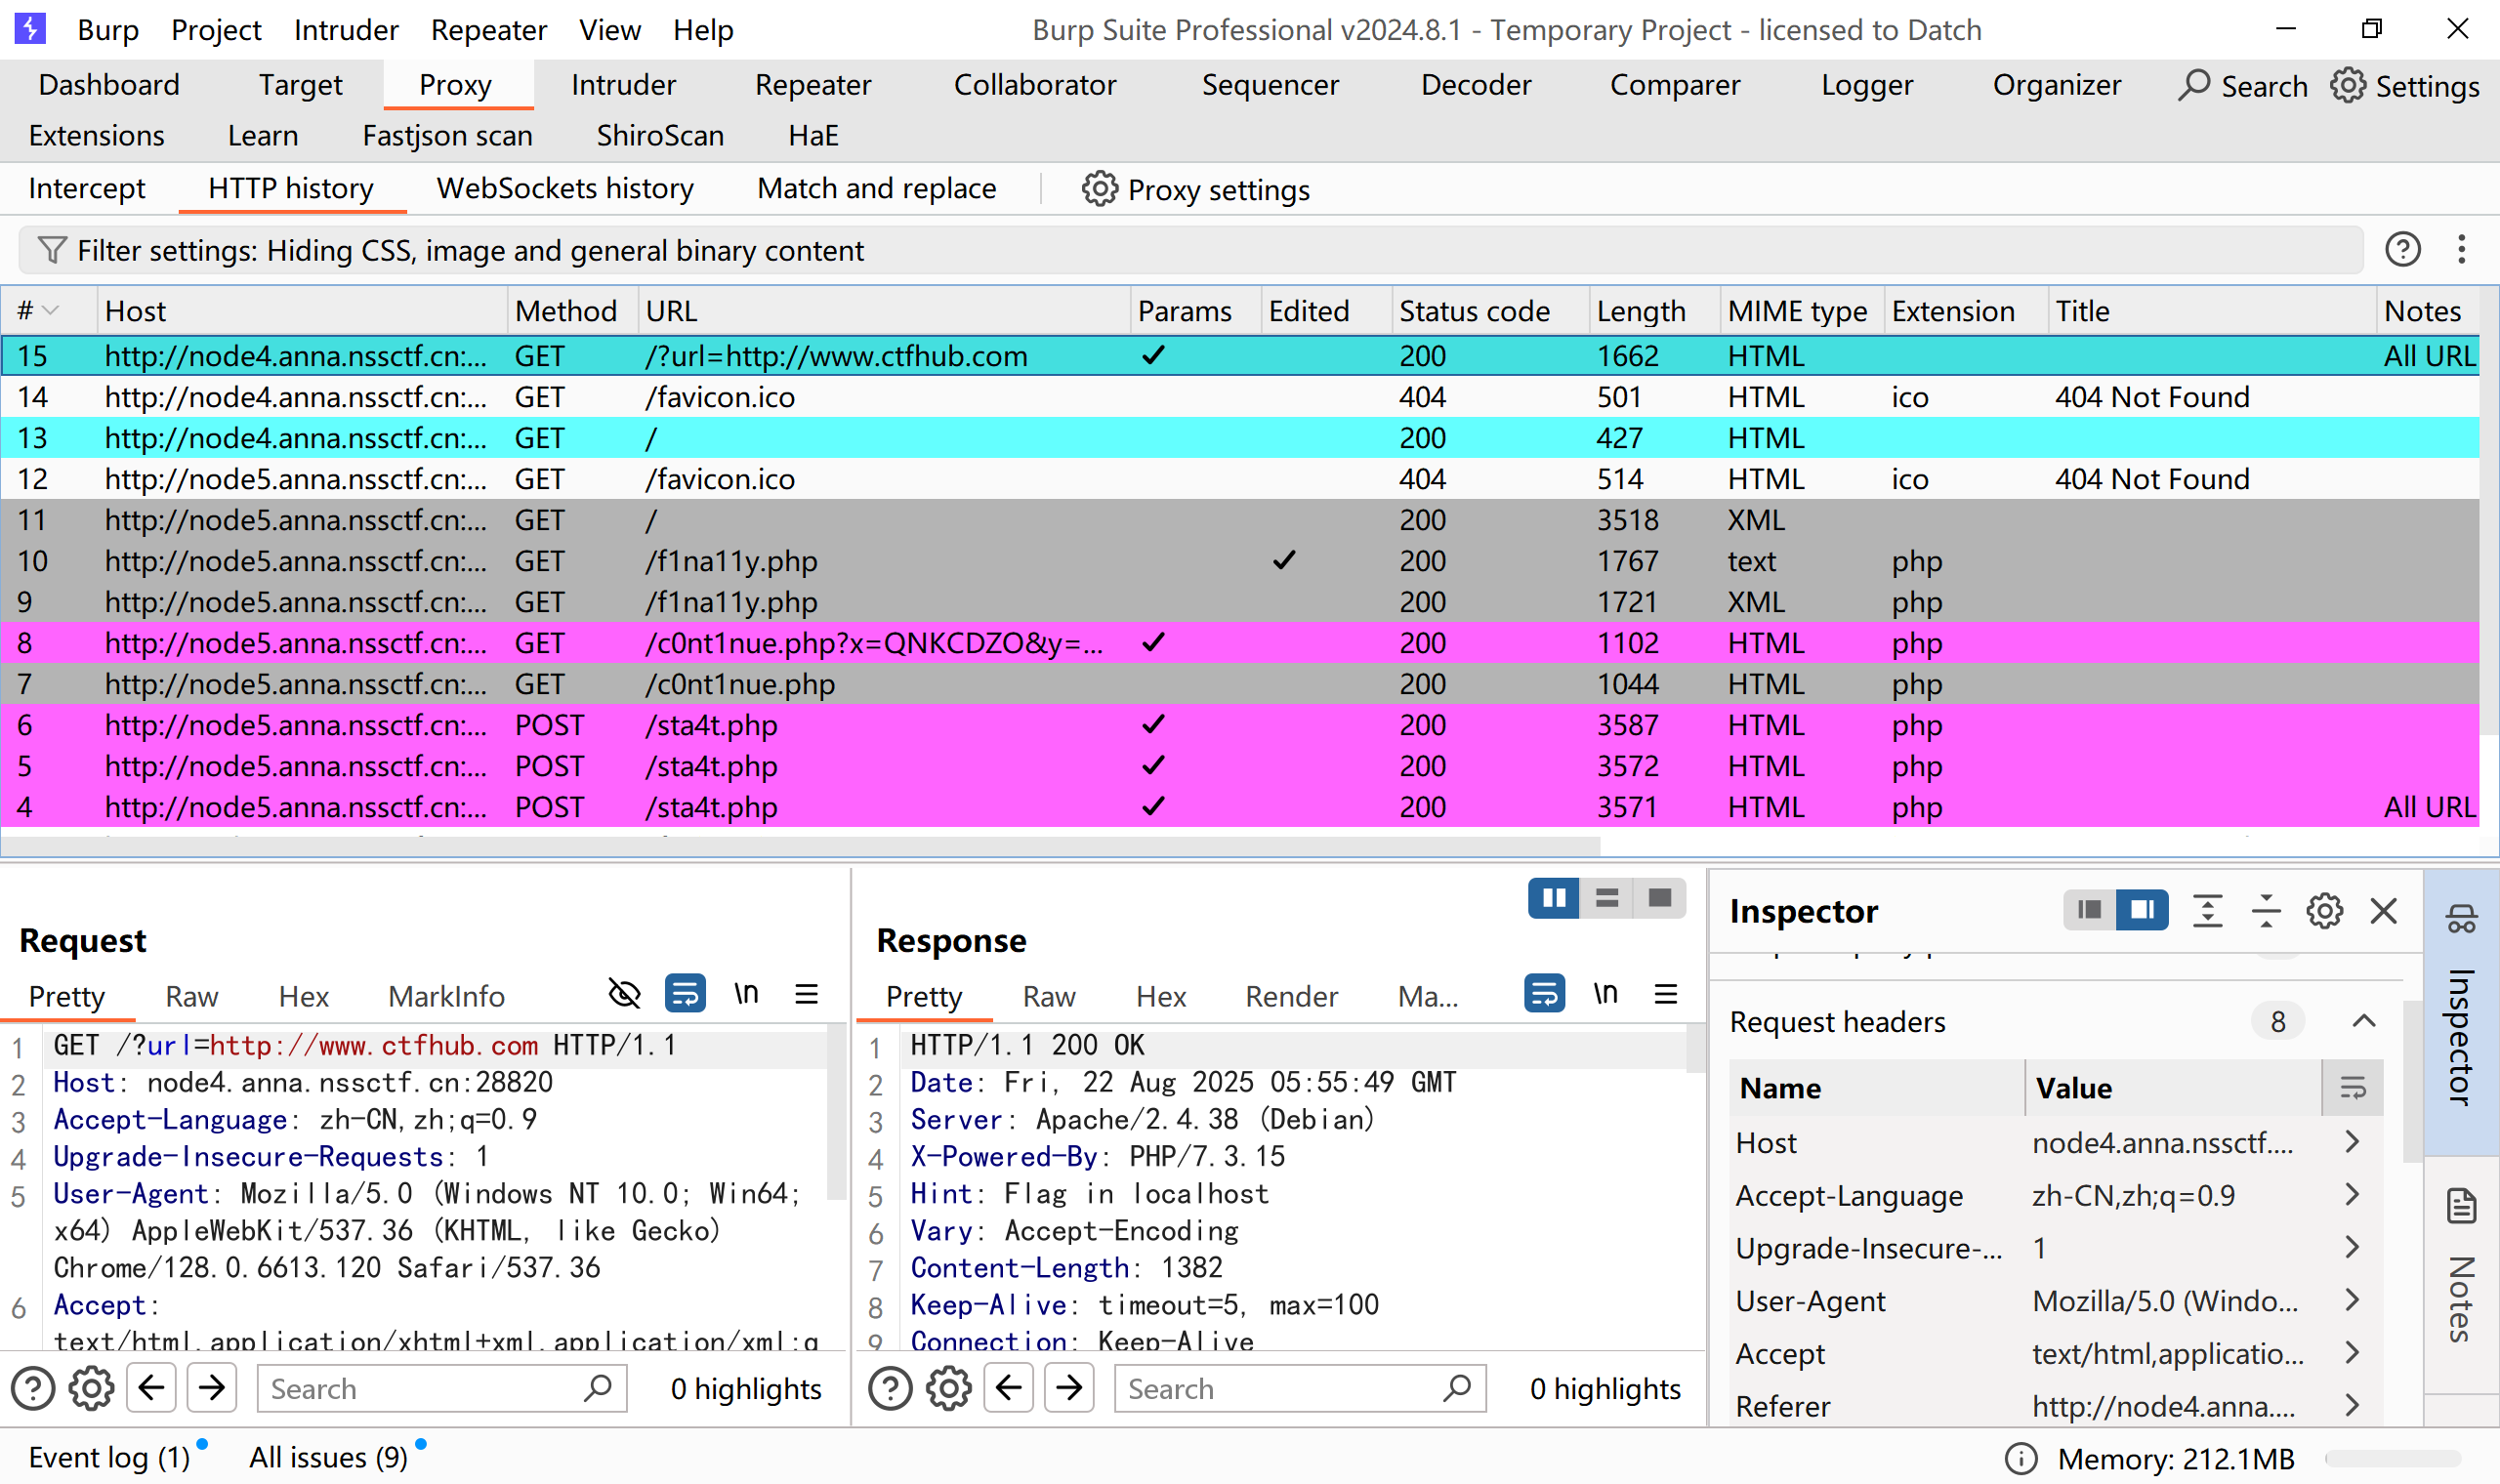 Burp Project Intruder Repeater View Help Burp Suite Professional v2024.8.1 - Temporary Project - licensed to Datch
Dashboard Target Proxy Intruder Repeater Collaborator Sequencer Decoder Comparer Logger Organizer Search Settings
Extensions Learn Fastjson scan ShiroScan HaE
Intercept HTTP history WebSockets history Match and replace Proxy settings
Filter settings: Hiding CSS, image and general binary content
# Host Method URL Params Edited Status code Length MIME type Extension Title Notes
15 http://node4.anna.nssctf.cn:... GET /?url=http://www.ctfhub.com ✓ 200 1662 HTML All URL
14 http://node4.anna.nssctf.cn:... GET /favicon.ico 404 501 HTML ico 404 Not Found
13 http://node4.anna.nssctf.cn:... GET / 200 427 HTML
12 http://node5.anna.nssctf.cn:... GET /favicon.ico 404 514 HTML ico 404 Not Found
11 http://node5.anna.nssctf.cn:... GET / 200 3518 XML
10 http://node5.anna.nssctf.cn:... GET /f1na11y.php ✓ 200 1767 text php
9 http://node5.anna.nssctf.cn:... GET /f1na11y.php 200 1721 XML php
8 http://node5.anna.nssctf.cn:... GET /c0nt1nue.php?x=QNKCDZO&y=... ✓ 200 1102 HTML php
7 http://node5.anna.nssctf.cn:... GET /c0nt1nue.php 200 1044 HTML php
6 http://node5.anna.nssctf.cn:... POST /sta4t.php ✓ 200 3587 HTML php
5 http://node5.anna.nssctf.cn:... POST /sta4t.php ✓ 200 3572 HTML php
4 http://node5.anna.nssctf.cn:... POST /sta4t.php ✓ 200 3571 HTML php All URL
Request
Pretty Raw Hex MarkInfo \n
1 GET /?url=http://www.ctfhub.com HTTP/1.1
2 Host: node4.anna.nssctf.cn:28820
3 Accept-Language: zh-CN,zh;q=0.9
4 Upgrade-Insecure-Requests: 1
5 User-Agent: Mozilla/5.0 (Windows NT 10.0; Win64;
x64) AppleWebKit/537.36 (KHTML, like Gecko)
Chrome/128.0.6613.120 Safari/537.36
6 Accept:
text/html,application/xhtml+xml,application/xml;q
Search 0 highlights
Response
Pretty Raw Hex Render Ma... \n
1 HTTP/1.1 200 OK
2 Date: Fri, 22 Aug 2025 05:55:49 GMT
3 Server: Apache/2.4.38 (Debian)
4 X-Powered-By: PHP/7.3.15
5 Hint: Flag in localhost
6 Vary: Accept-Encoding
7 Content-Length: 1382
8 Keep-Alive: timeout=5, max=100
9 Connection: Keep-Alive
Search 0 highlights
Inspector
Request headers 8
Name Value
Host node4.anna.nssctf....
Accept-Language zh-CN,zh;q=0.9
Upgrade-Insecure-... 1
User-Agent Mozilla/5.0 (Windo...
Accept text/html,applicatio...
Referer http://node4.anna....
Inspector
Notes
Event log (1) All issues (9) Memory: 212.1MB